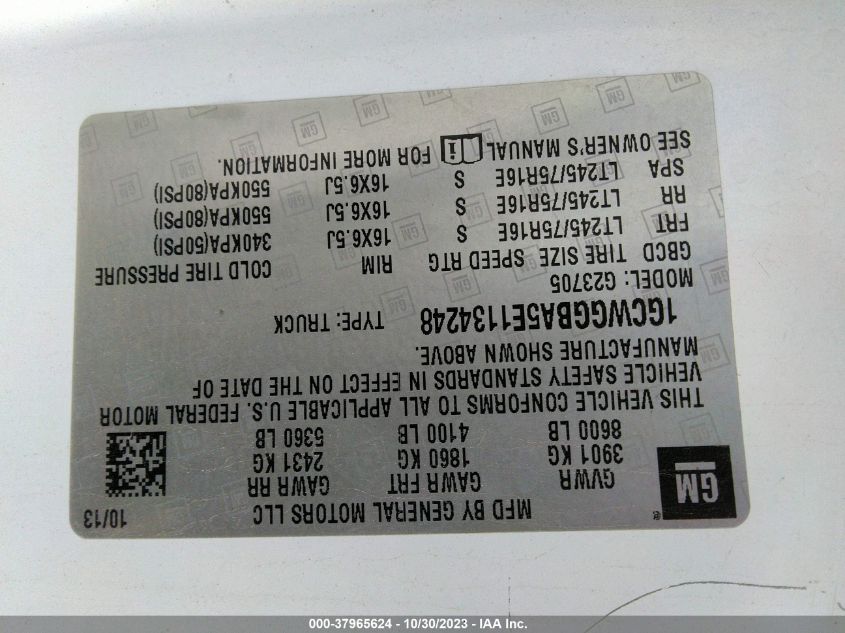 MFD BY GENERAL MOTORS LLC 10/13
GM
GVWR GAWR FRT GAWR RR
3901 KG 1860 KG 2431 KG
8600 LB 4100 LB 5360 LB
THIS VEHICLE CONFORMS TO ALL APPLICABLE U.S. FEDERAL MOTOR
VEHICLE SAFETY STANDARDS IN EFFECT ON THE DATE OF
MANUFACTURE SHOWN ABOVE.
1GCWGGBA5E1134248 TYPE: TRUCK
MODEL: G23705
GBCD TIRE SIZE SPEED RTG RIM COLD TIRE PRESSURE
FRT LT245/75R16E S 16X6.5J 340KPA(50PSI)
RR LT245/75R16E S 16X6.5J 550KPA(80PSI)
SPA LT245/75R16E S 16X6.5J 550KPA(80PSI)
SEE OWNER'S MANUAL FOR MORE INFORMATION.
000-37965624 - 10/30/2023 - IAA Inc.